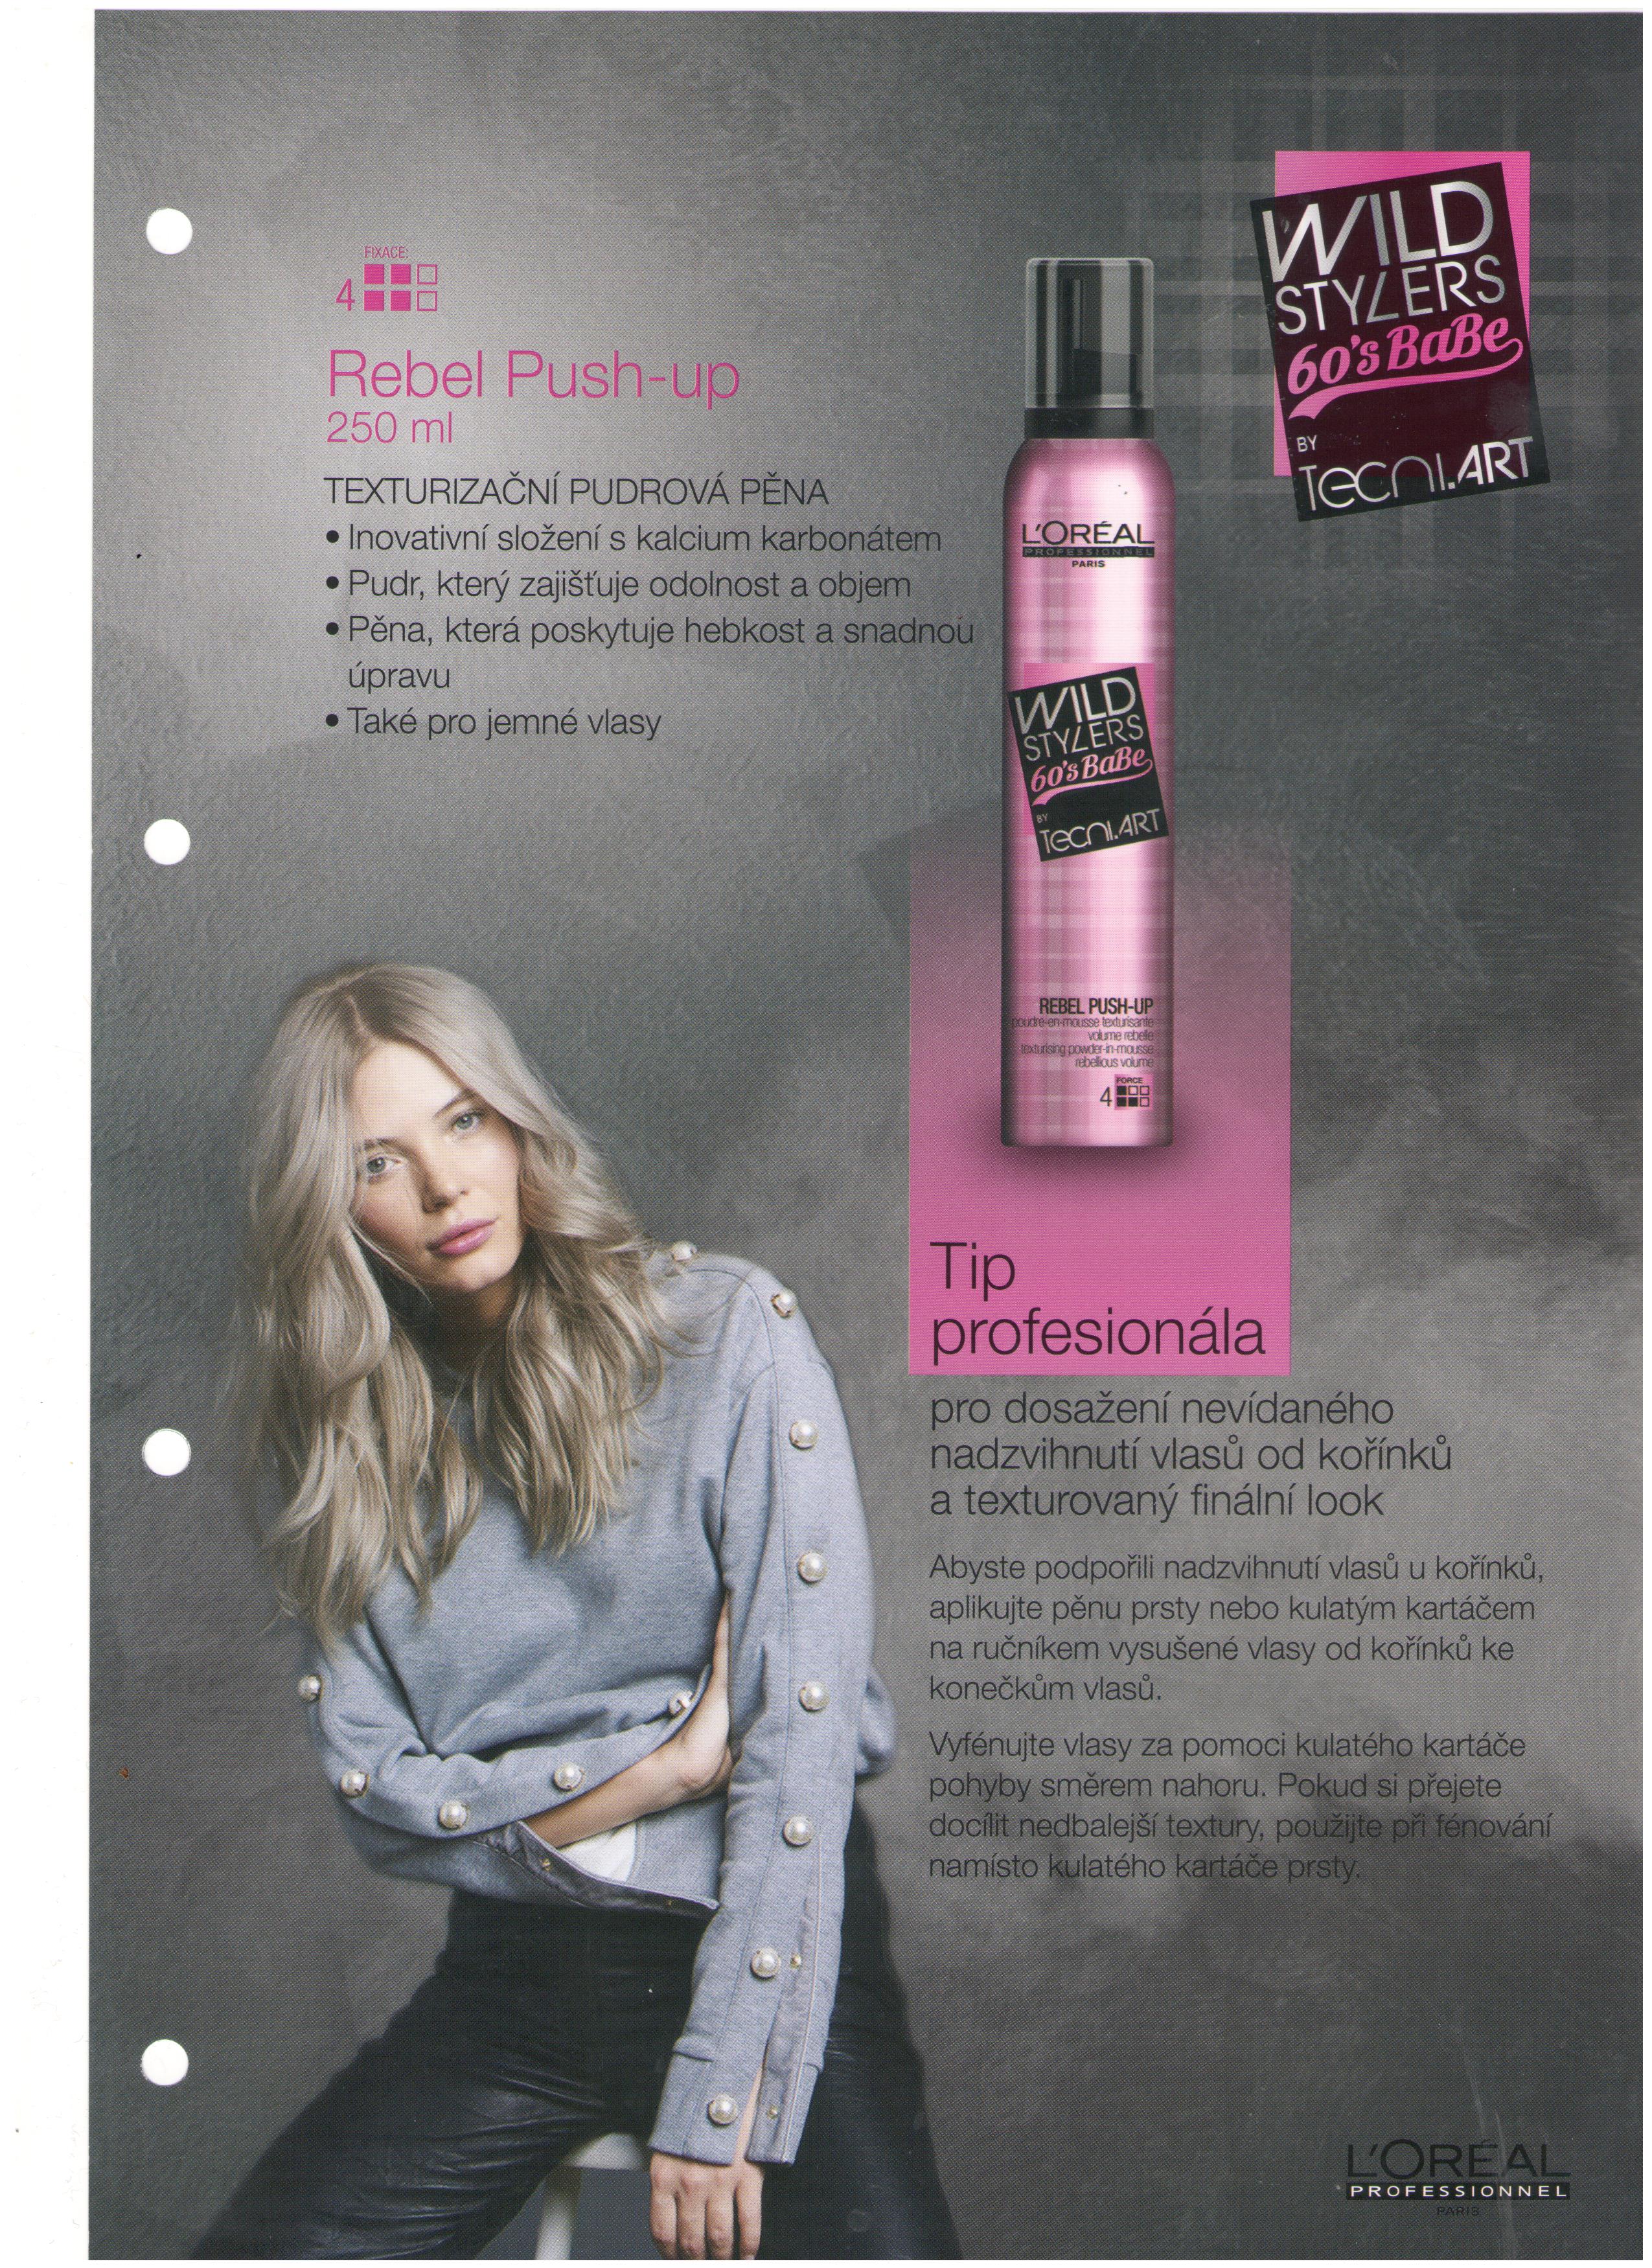 FIXACE:
4
Rebel Push-up
250 ml
TEXTURIZAČNÍ PUDROVÁ PĚNA
• Inovativní složení s kalcium karbonátem
• Pudr, který zajišťuje odolnost a objem
• Pěna, která poskytuje hebkost a snadnou
úpravu
• Také pro jemné vlasy
WILD
STYLERS
60'S BaBe
BY
Tecni.ART
L'ORÉAL
PROFESSIONNEL
PARIS
WILD
STYLERS
60'S BaBe
BY
Tecni.ART
REBEL PUSH-UP
poudre-en-mousse texturisante
volume rebelle
texturising powder-in-mousse
rebellious volume
FORCE
4
Tip
profesionála
pro dosažení nevídaného
nadzvihnutí vlasů od kořínků
a texturovaný finální look
Abyste podpořili nadzvihnutí vlasů u kořínků,
aplikujte pěnu prsty nebo kulatým kartáčem
na ručníkem vysušené vlasy od kořínků ke
konečkům vlasů.
Vyfénujte vlasy za pomoci kulatého kartáče
pohyby směrem nahoru. Pokud si přejete
docílit nedbalejší textury, použijte při fénování
namísto kulatého kartáče prsty.
L'ORÉAL
PROFESSIONNEL
PARIS